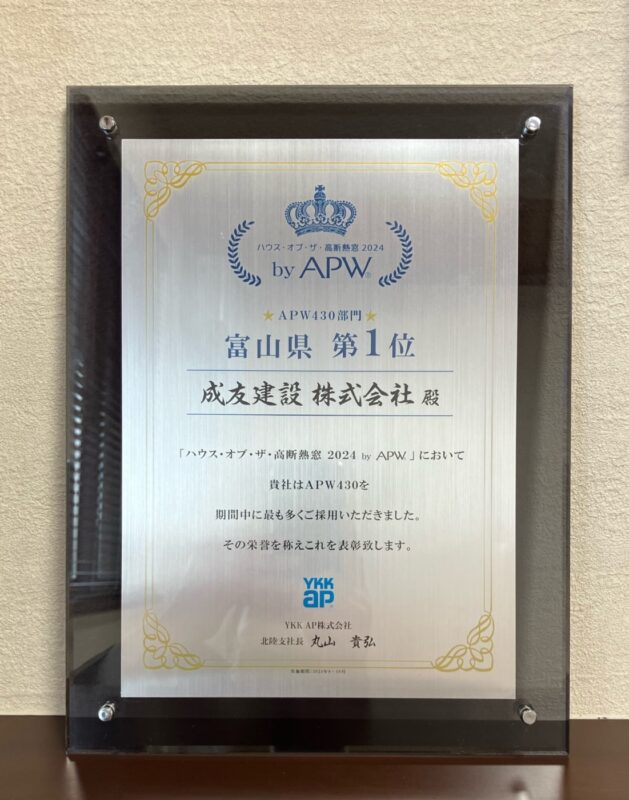 ハウス・オブ・ザ・高断熱窓 2024
by APW®
★APW430部門★
富山県 第1位
成友建設 株式会社 殿
「ハウス・オブ・ザ・高断熱窓 2024 by APW」において
貴社はAPW430を
期間中に最も多くご採用いただきました。
その栄誉を称えこれを表彰致します。
YKK
ap
YKK AP株式会社
北陸支社長 丸山 貴弘